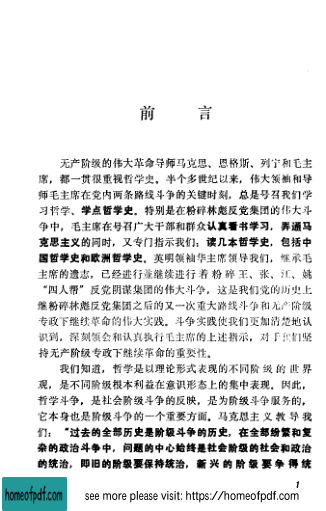 前言
无产阶级的伟大革命导师马克思、恩格斯、列宁和毛主
席，都一贯很重视哲学史。半个多世纪以来，伟大领袖和导
师毛主席在党内两条路线斗争的关键时刻，总是号召我们学
习哲学、学点哲学史。特别是在粉碎林彪反党集团的伟大斗
争中，毛主席在号召广大干部和群众认真看书学习，弄通马
克思主义的同时，又专门指示我们：读几本哲学史，包括中
国哲学史和欧洲哲学史。英明领袖华主席领导我们，继承毛
主席的遗志，已经进行并继续进行着粉碎王、张、江、姚
“四人帮”反党阴谋集团的伟大斗争，这是我们党的历史上
继粉碎林彪反党集团之后的又一次重大路线斗争和无产阶级
专政下继续革命的伟大实践。斗争实践使我们更加清楚地认
识到，深刻领会和认真执行毛主席的上述指示，对于我们坚
持无产阶级专政下继续革命的重要性。
我们知道，哲学是以理论形式表现的不同阶级的世界
观，是不同阶级根本利益在意识形态上的集中表现。因此，
哲学斗争，是社会阶级斗争的反映，是为阶级斗争服务的，
它本身也是阶级斗争的一个重要方面。马克思主义教导我
们：“过去的全部历史是阶级斗争的历史，在全部纷繁和复
杂的政治斗争中，问题的中心始终是社会阶级的社会和政治
的统治，即旧的阶级要保持统治，新兴的阶级要争得统
1
homeofpdf.com
see more please visit: https://homeofpdf.com